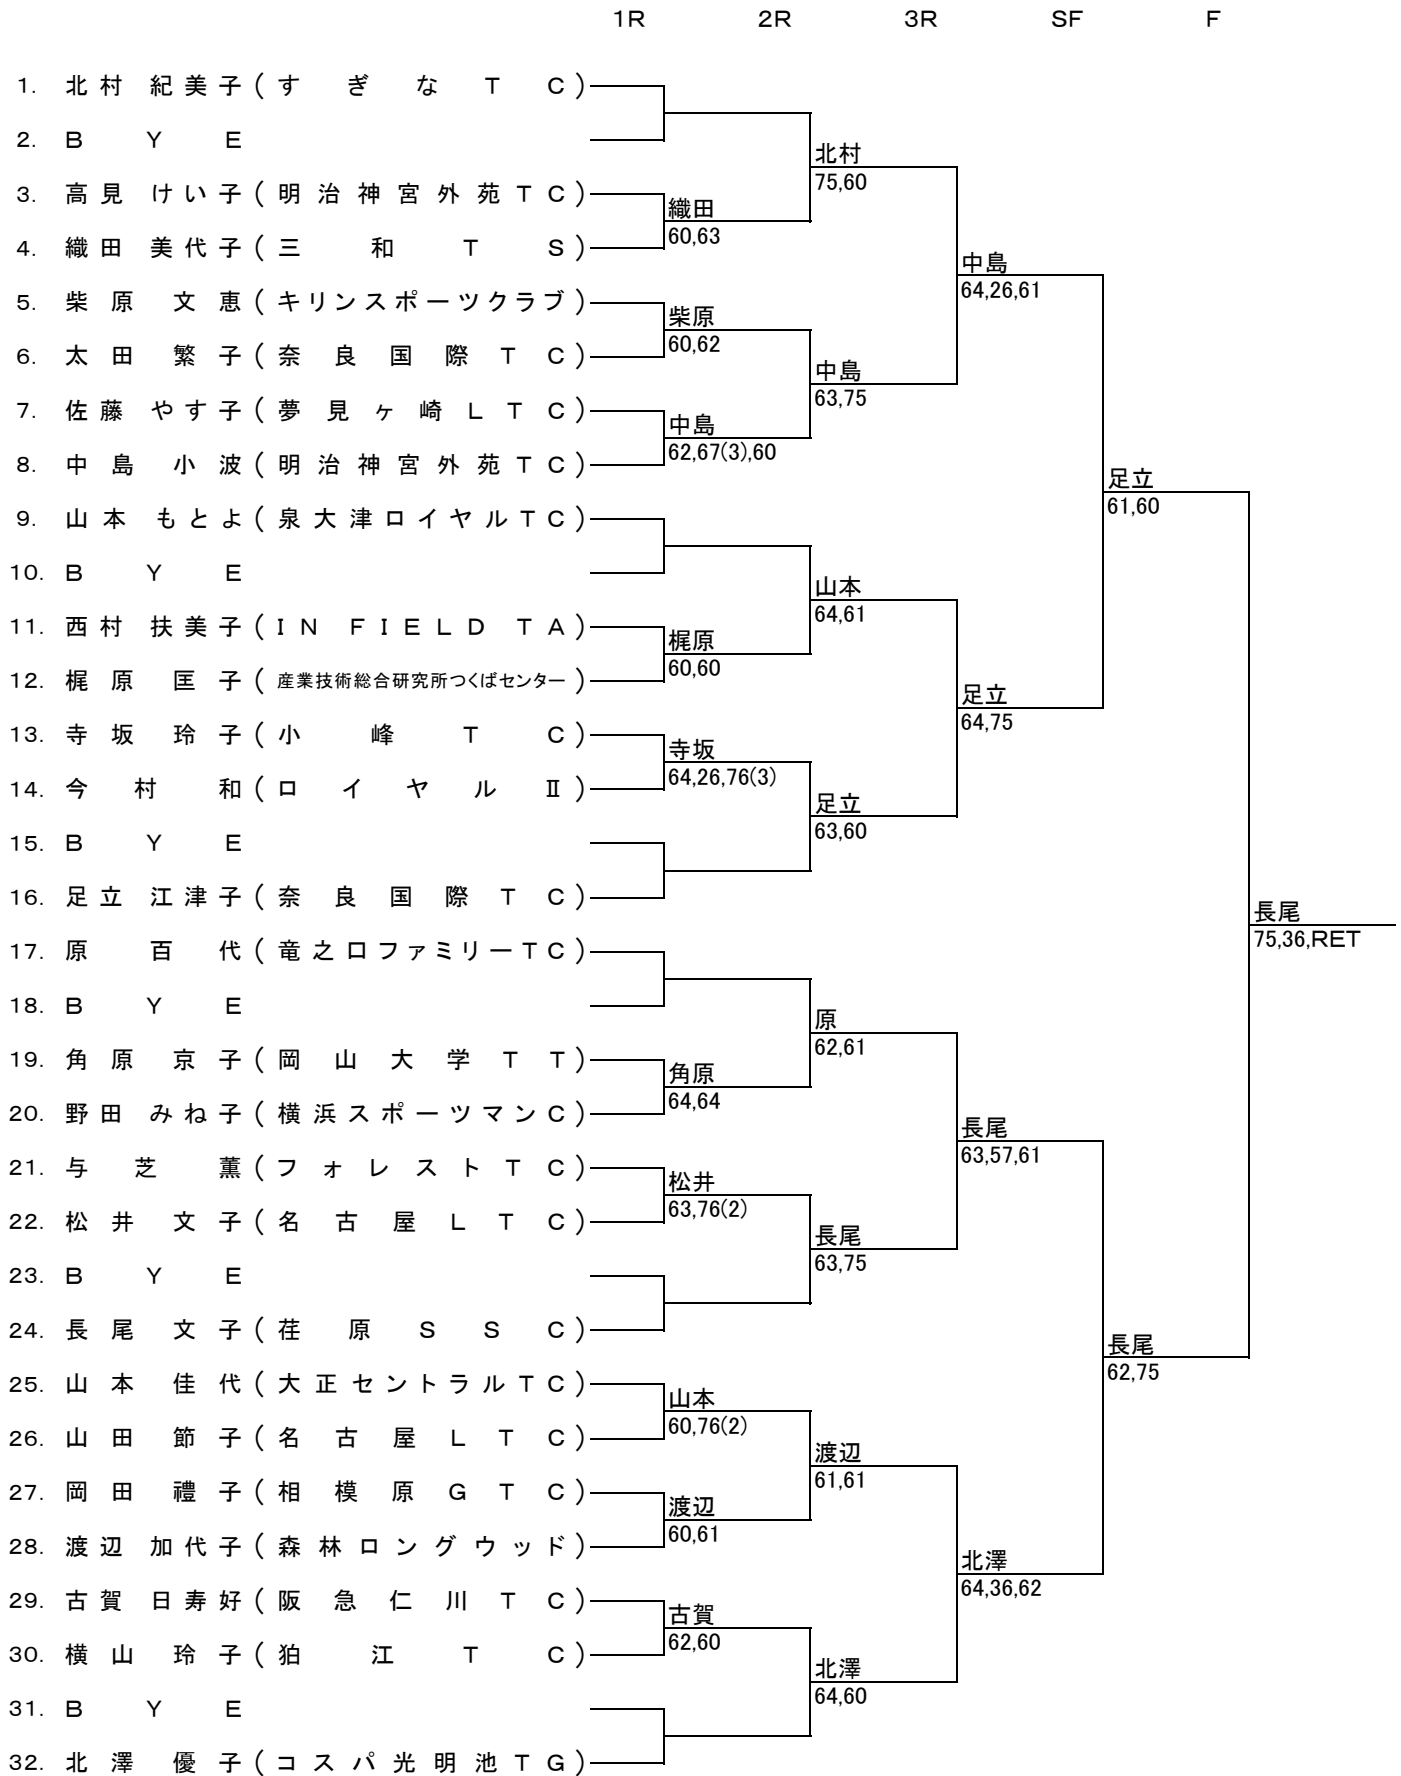 1R 2R 3R SF F
1. 北村 紀美子(すぎなTC)
2. BYE
北村
75,60
3. 高見 けい子(明治神宮外苑TC)
織田
60,63
4. 織田 美代子(三和TS)
中島
64,26,61
5. 柴原 文恵(キリンスポーツクラブ)
柴原
60,62
6. 太田 繁子(奈良国際TC)
中島
63,75
7. 佐藤 やす子(夢見ヶ崎LTC)
中島
62,67(3),60
8. 中島 小波(明治神宮外苑TC)
足立
61,60
9. 山本 もとよ(泉大津ロイヤルTC)
10. BYE
山本
64,61
11. 西村 扶美子(IN FIELD TA)
梶原
60,60
12. 梶原 匡子(産業技術総合研究所つくばセンター)
足立
64,75
13. 寺坂 玲子(小峰TC)
寺坂
64,26,76(3)
14. 今村 和(ロイヤルⅡ)
足立
63,60
15. BYE
16. 足立 江津子(奈良国際TC)
長尾
75,36,RET
17. 原 百代(竜之口ファミリーTC)
18. BYE
原
62,61
19. 角原 京子(岡山大学TT)
角原
64,64
20. 野田 みね子(横浜スポーツマンC)
長尾
63,57,61
21. 与芝 薫(フォレストTC)
松井
63,76(2)
22. 松井 文子(名古屋LTC)
長尾
63,75
23. BYE
24. 長尾 文子(荏原SSC)
長尾
62,75
25. 山本 佳代(大正セントラルTC)
山本
60,76(2)
26. 山田 節子(名古屋LTC)
渡辺
61,61
27. 岡田 禮子(相模原GTC)
渡辺
60,61
28. 渡辺 加代子(森林ロングウッド)
北澤
64,36,62
29. 古賀 日寿好(阪急仁川TC)
古賀
62,60
30. 横山 玲子(狛江TC)
北澤
64,60
31. BYE
32. 北澤 優子(コスパ光明池TG)